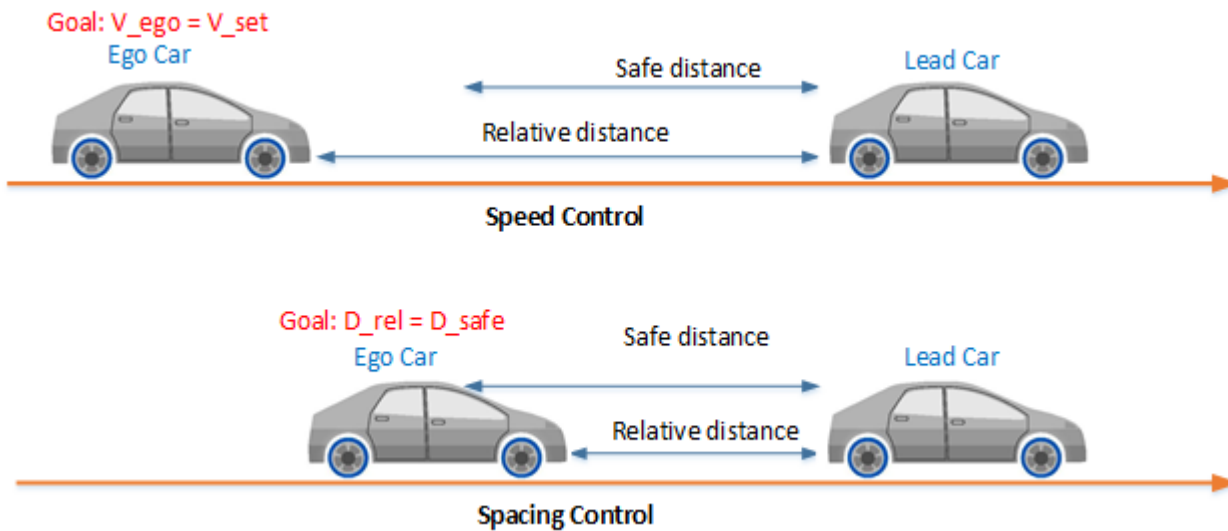 Goal: V_ego = V_set
Ego Car
Safe distance
Lead Car
Relative distance
Speed Control
Goal: D_rel = D_safe
Ego Car
Safe distance
Lead Car
Relative distance
Spacing Control